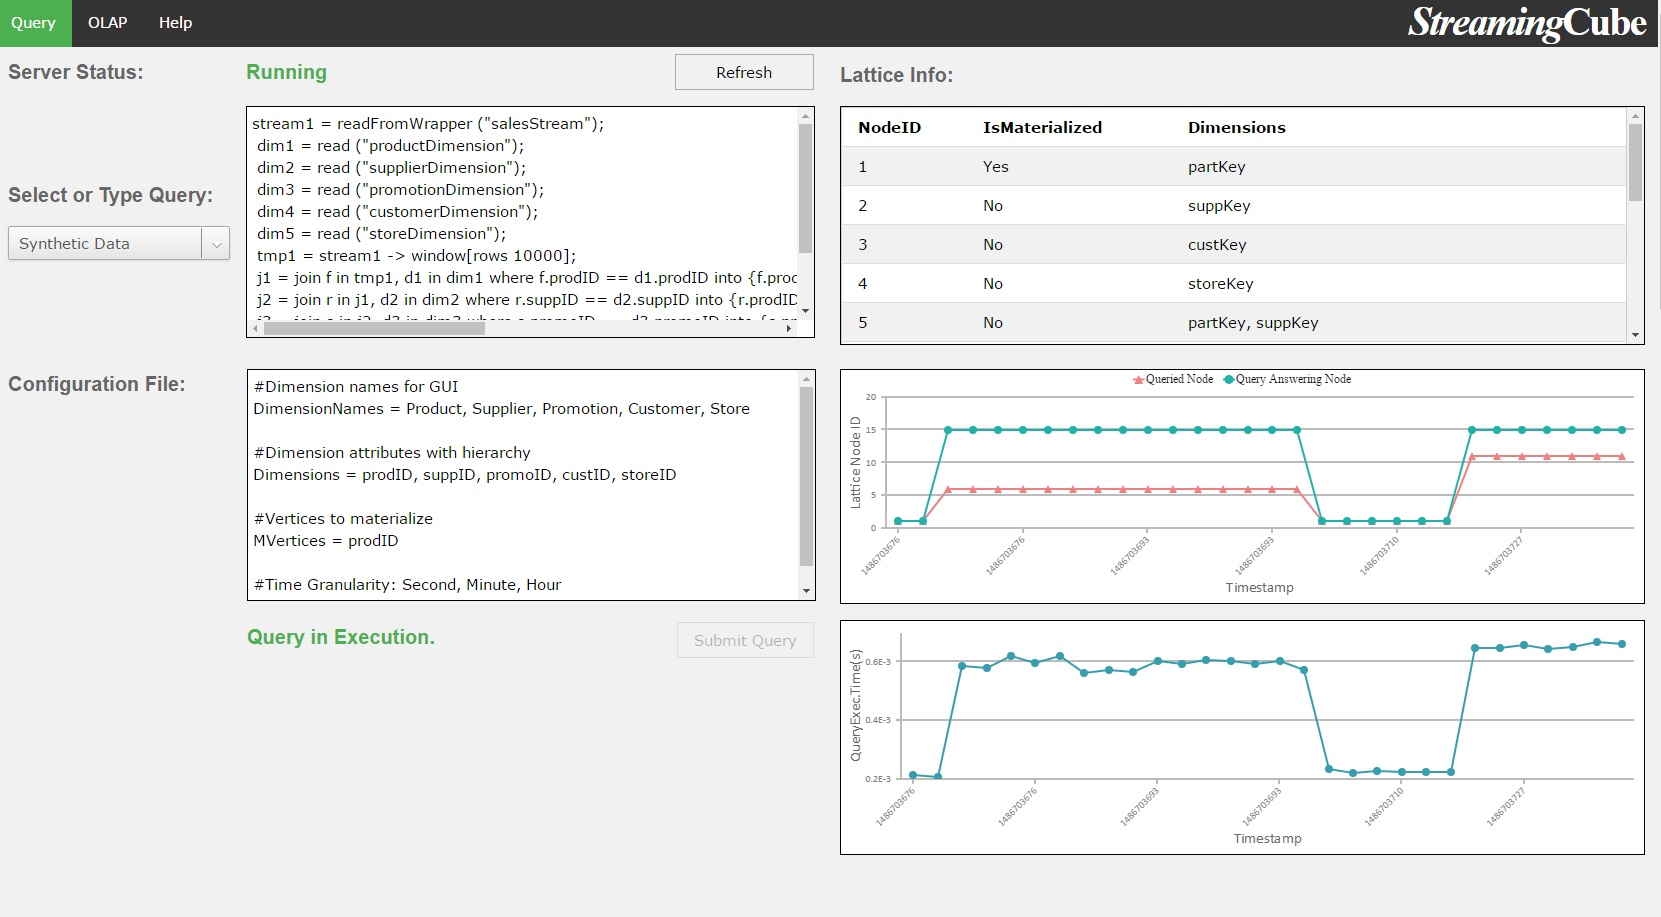 Query OLAP Help StreamingCube
Server Status: Running Refresh
Select or Type Query:
Synthetic Data
stream1 = readFromWrapper ("salesStream");
dim1 = read ("productDimension");
dim2 = read ("supplierDimension");
dim3 = read ("promotionDimension");
dim4 = read ("customerDimension");
dim5 = read ("storeDimension");
tmp1 = stream1 -> window[rows 10000];
j1 = join f in tmp1, d1 in dim1 where f.prodID == d1.prodID into {f.proc
j2 = join r in j1, d2 in dim2 where r.suppID == d2.suppID into {r.prodID
Configuration File:
#Dimension names for GUI
DimensionNames = Product, Supplier, Promotion, Customer, Store
#Dimension attributes with hierarchy
Dimensions = prodID, suppID, promoID, custID, storeID
#Vertices to materialize
MVertices = prodID
#Time Granularity: Second, Minute, Hour
Query in Execution. Submit Query
Lattice Info:
NodeID IsMaterialized Dimensions
1 Yes partKey
2 No suppKey
3 No custKey
4 No storeKey
5 No partKey, suppKey
Queried Node Query Answering Node
Lattice Node ID
20
15
10
5
0
1486703676 1486703676 1486703693 1486703693 1486703710 1486703727
Timestamp
QueryExec.Time(s)
0.6E-3
0.4E-3
0.2E-3
1486703676 1486703676 1486703693 1486703693 1486703710 1486703727
Timestamp